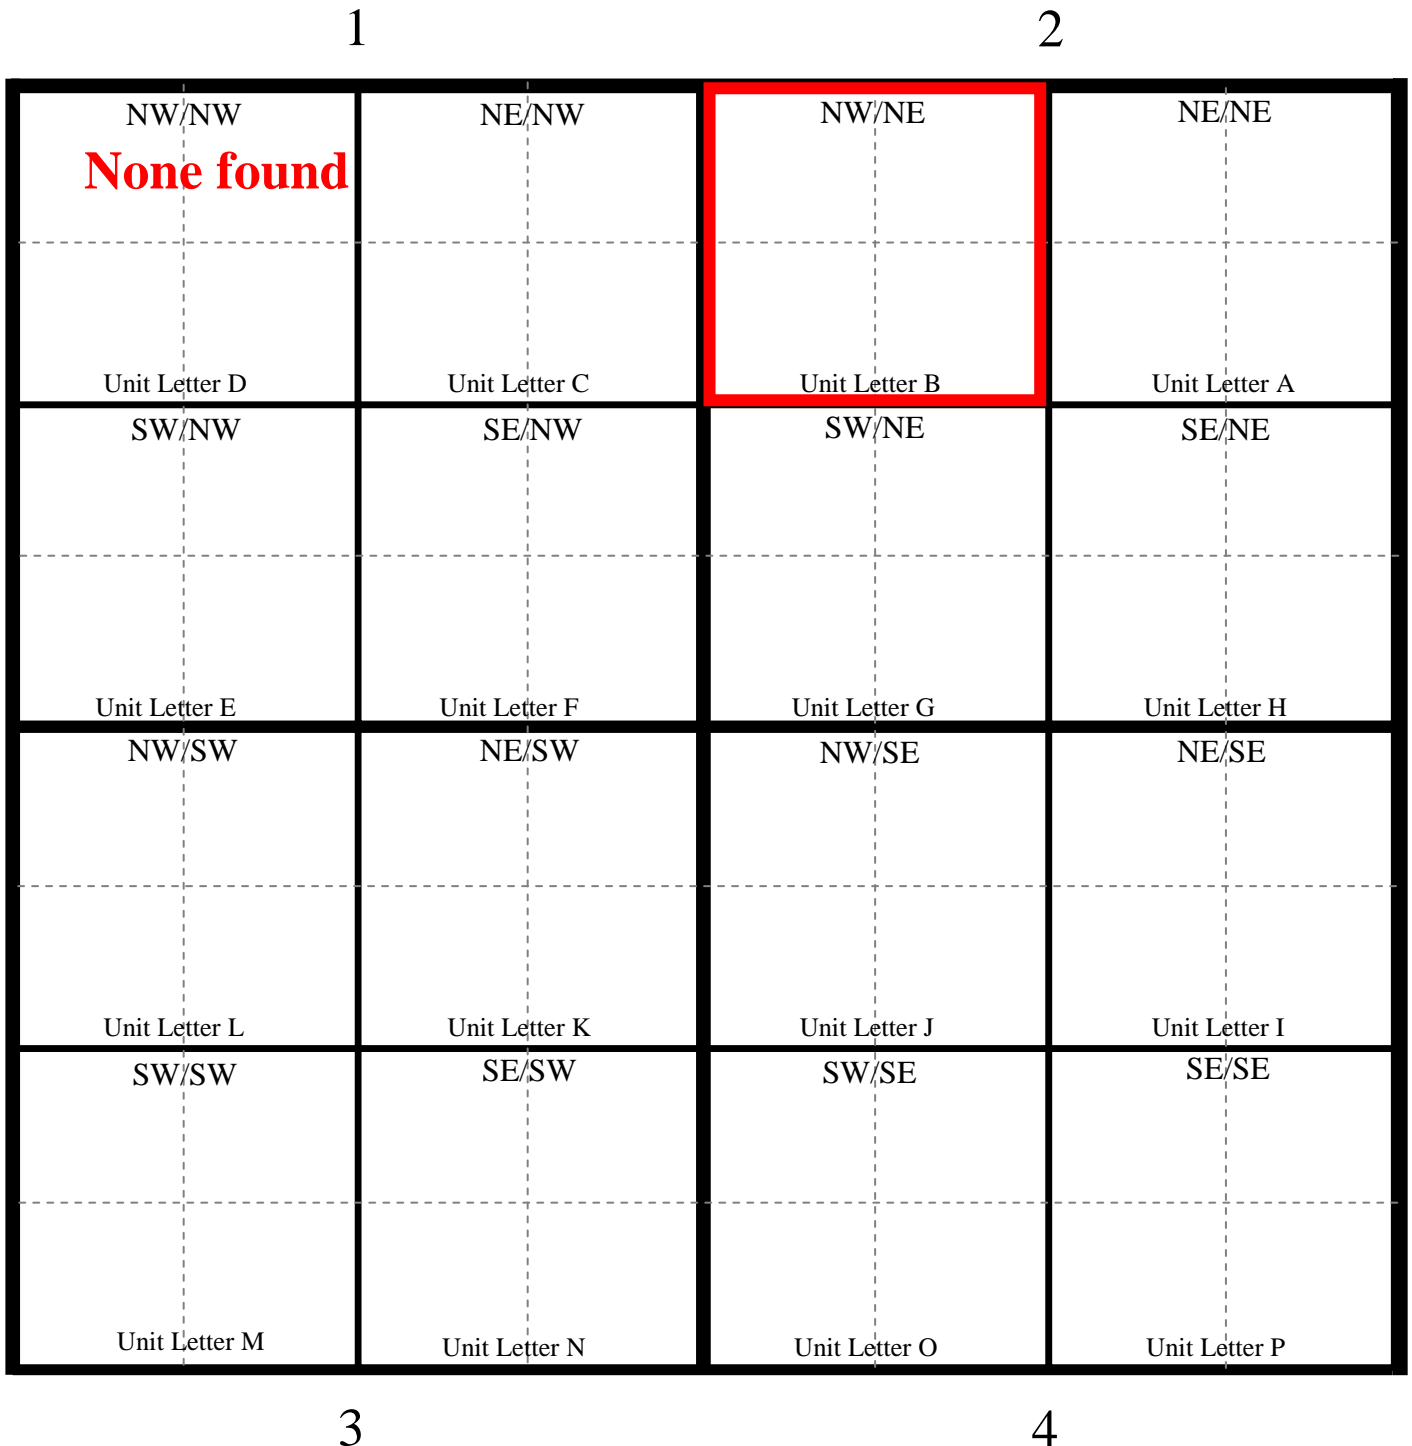 1 2
NW/NW NE/NW NW/NE NE/NE
None found
Unit Letter D Unit Letter C Unit Letter B Unit Letter A
SW/NW SE/NW SW/NE SE/NE
Unit Letter E Unit Letter F Unit Letter G Unit Letter H
NW/SW NE/SW NW/SE NE/SE
Unit Letter L Unit Letter K Unit Letter J Unit Letter I
SW/SW SE/SW SW/SE SE/SE
Unit Letter M Unit Letter N Unit Letter O Unit Letter P
3 4